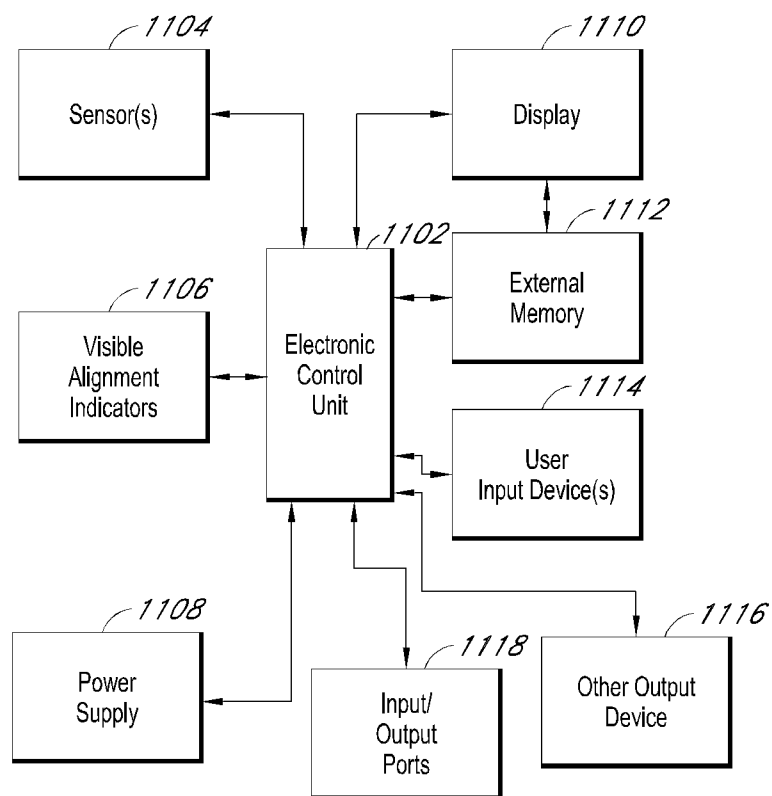 1104
Sensor(s)
1110
Display
1102
Electronic
Control
Unit
1112
External
Memory
1106
Visible
Alignment
Indicators
1114
User
Input Device(s)
1108
Power
Supply
1118
Input/
Output
Ports
1116
Other Output
Device